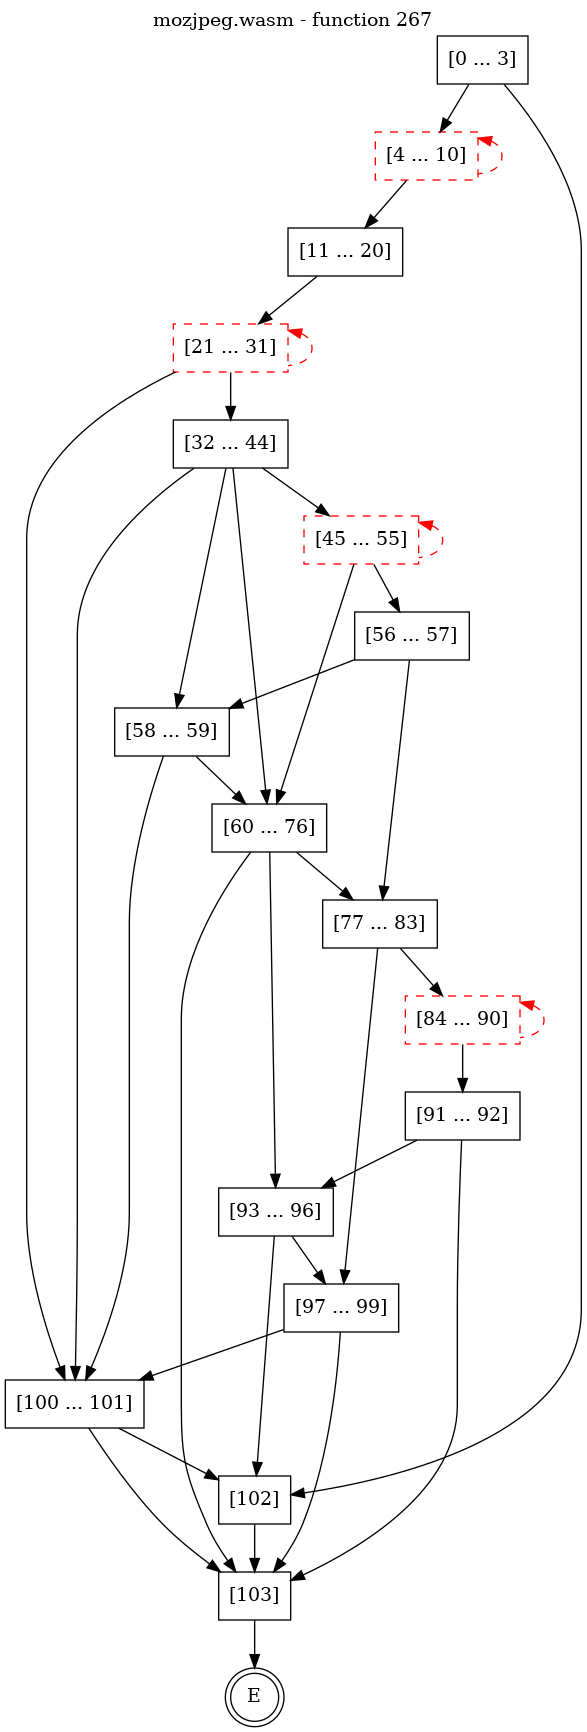 mozjpeg.wasm - function 267
[0 ... 3]
[4 ... 10]
[11 ... 20]
[21 ... 31]
[32 ... 44]
[45 ... 55]
[56 ... 57]
[58 ... 59]
[60 ... 76]
[77 ... 83]
[84 ... 90]
[91 ... 92]
[93 ... 96]
[97 ... 99]
[100 ... 101]
[102]
[103]
E